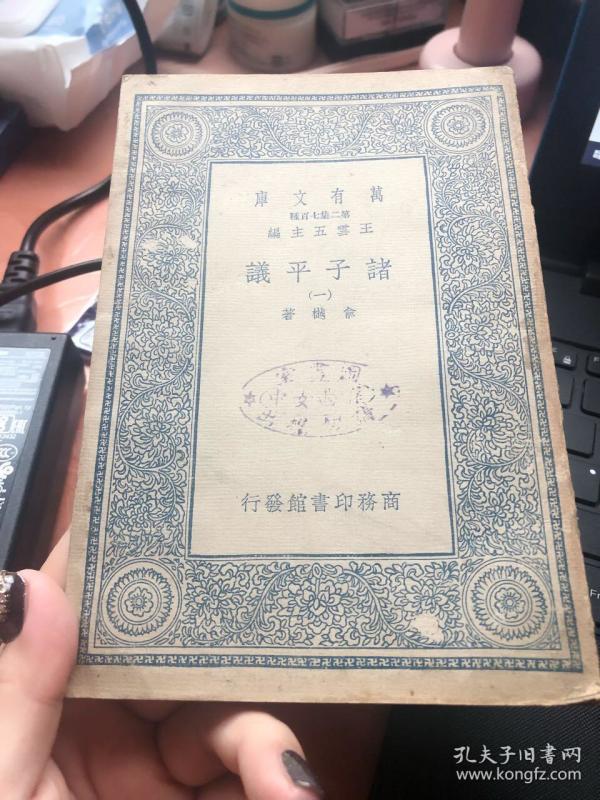 萬有文庫
第二集七百種
王雲五主編
諸子平議
(一)
俞樾著
商務印書館發行
孔夫子旧书网
www.kongfz.com